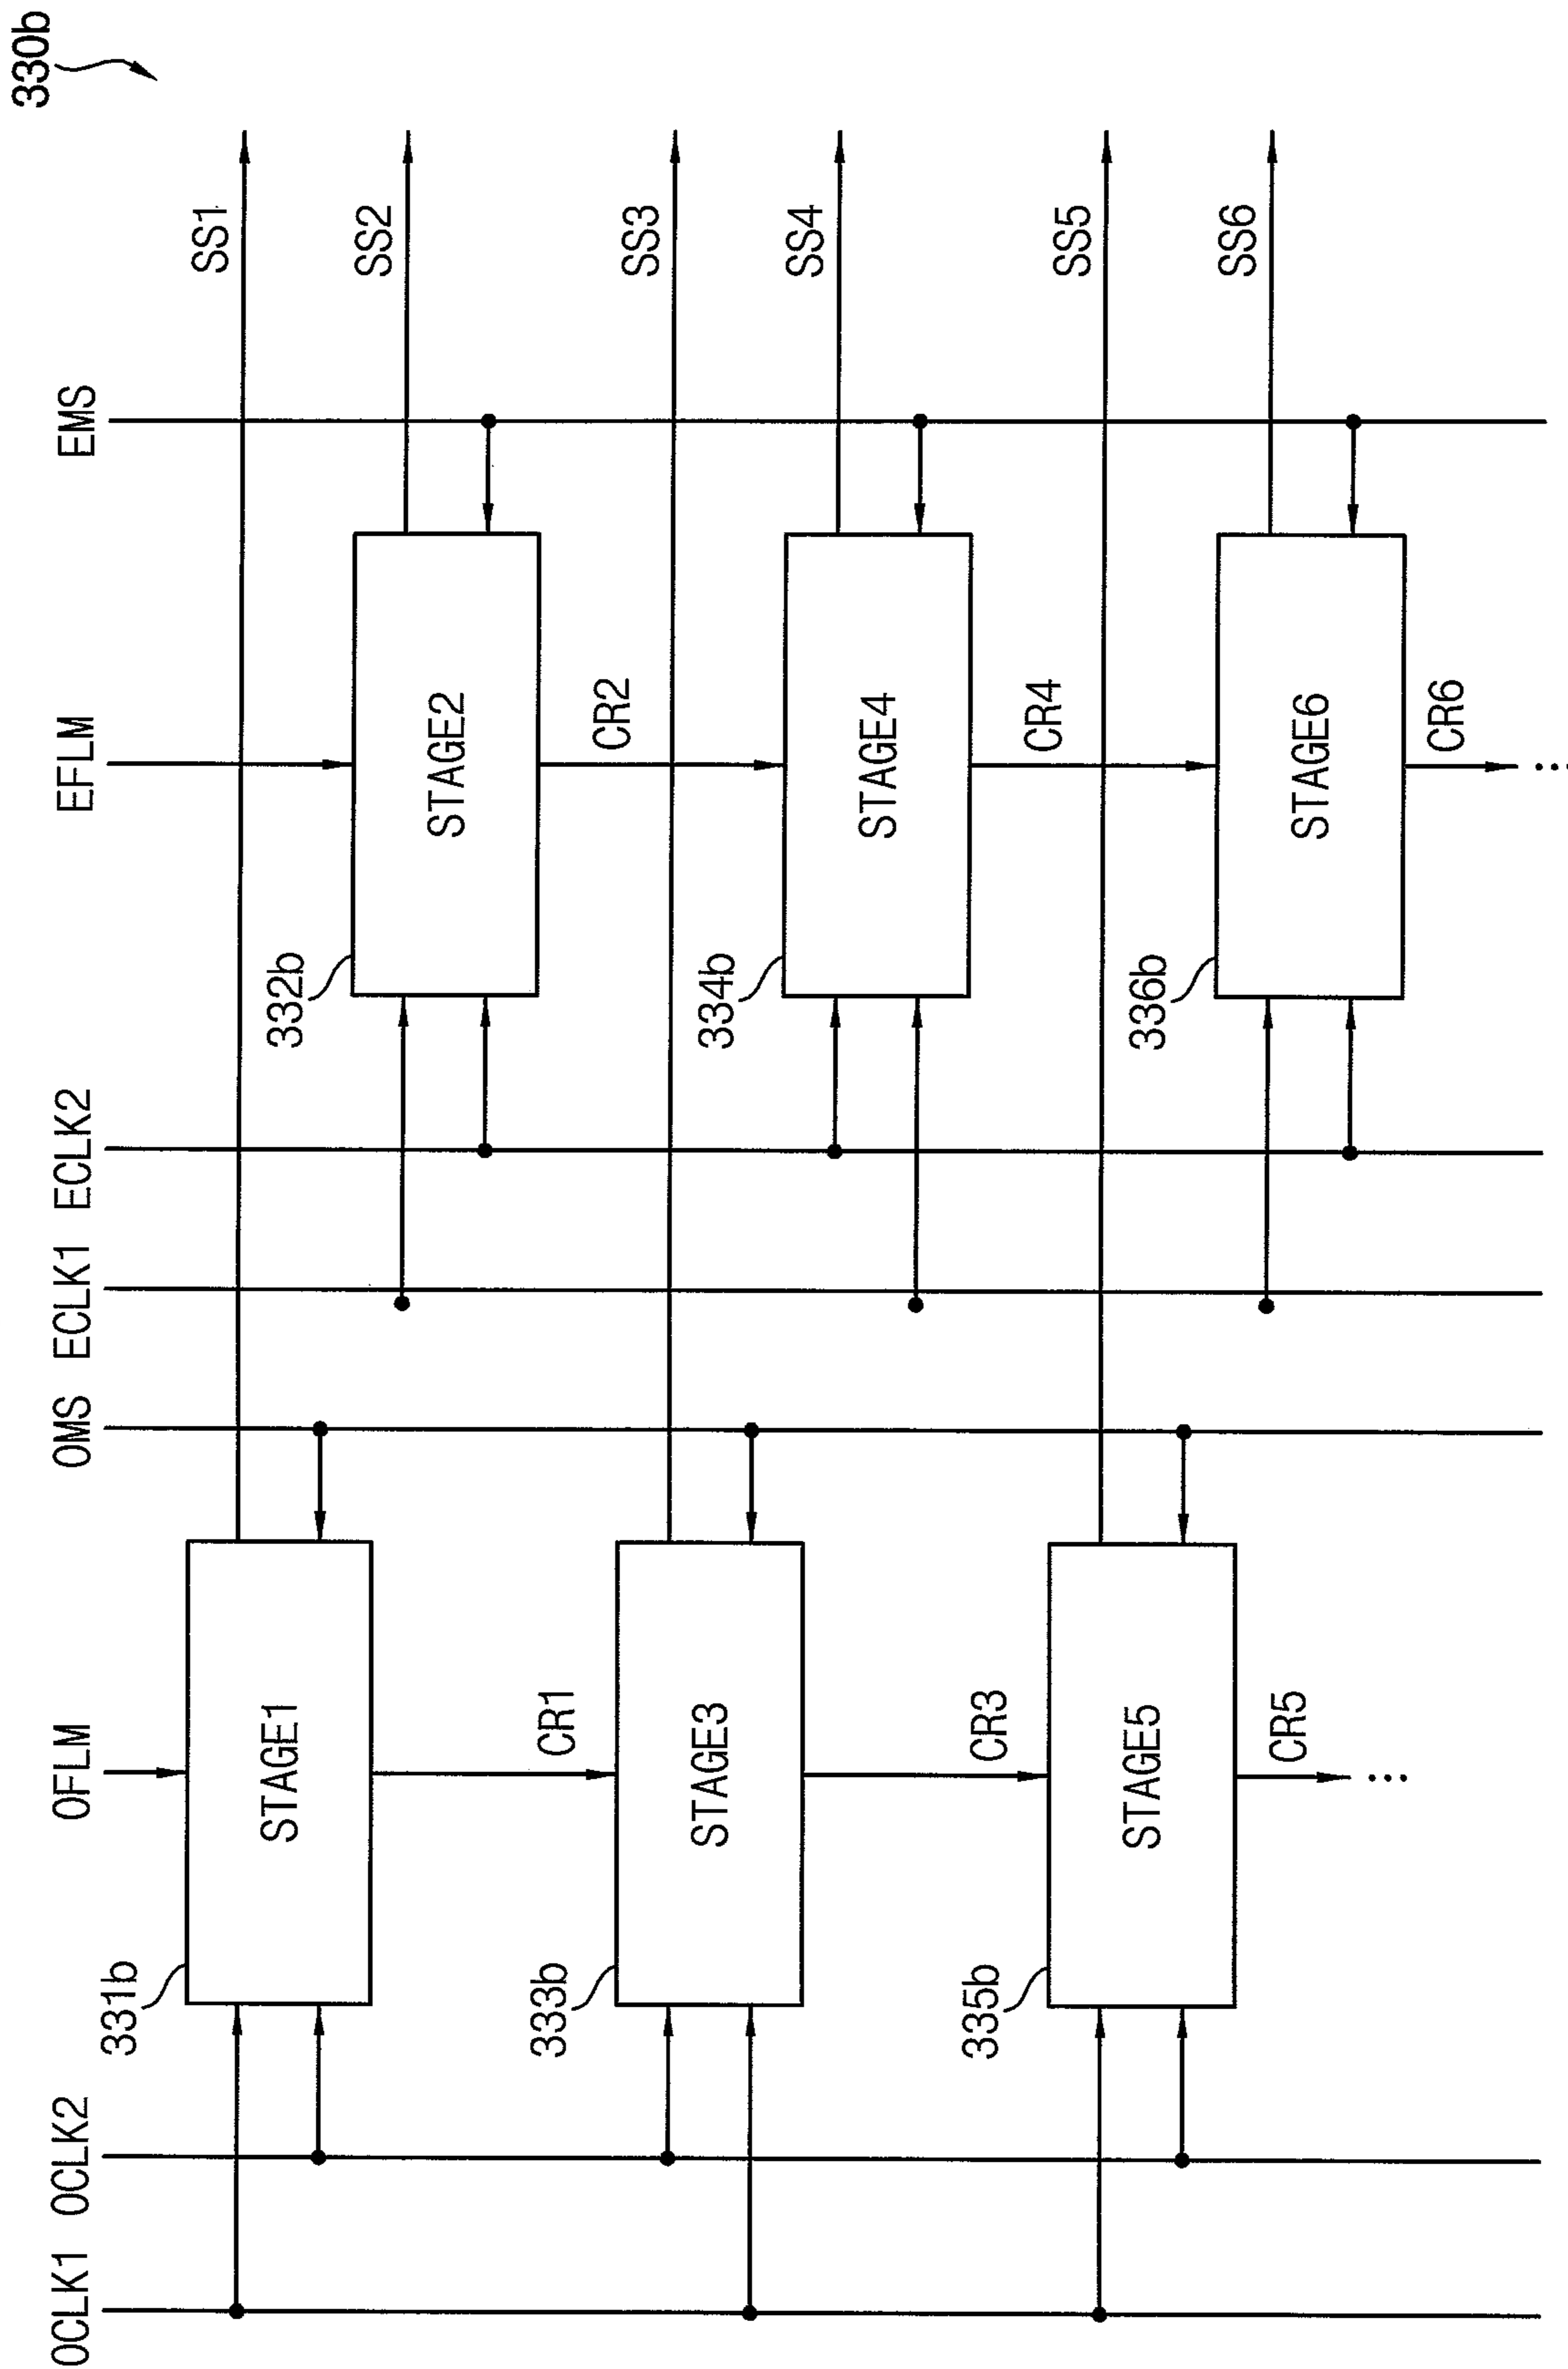 330b
OCLK1
OCLK2
OFLM
OMS
ECLK1
ECLK2
EFLM
EMS
331b
STAGE1
SS1
332b
STAGE2
SS2
CR1
CR2
333b
STAGE3
SS3
334b
STAGE4
SS4
CR3
CR4
335b
STAGE5
SS5
336b
STAGE6
SS6
CR5
...
CR6
...